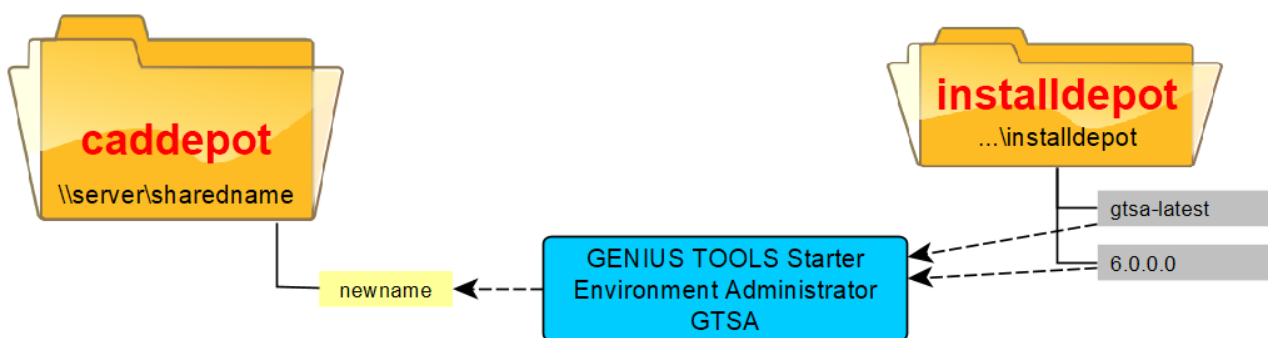 caddepot
\\server\sharedname
newname
GENIUS TOOLS Starter
Environment Administrator
GTSA
installdepot
...\installdepot
gtsa-latest
6.0.0.0